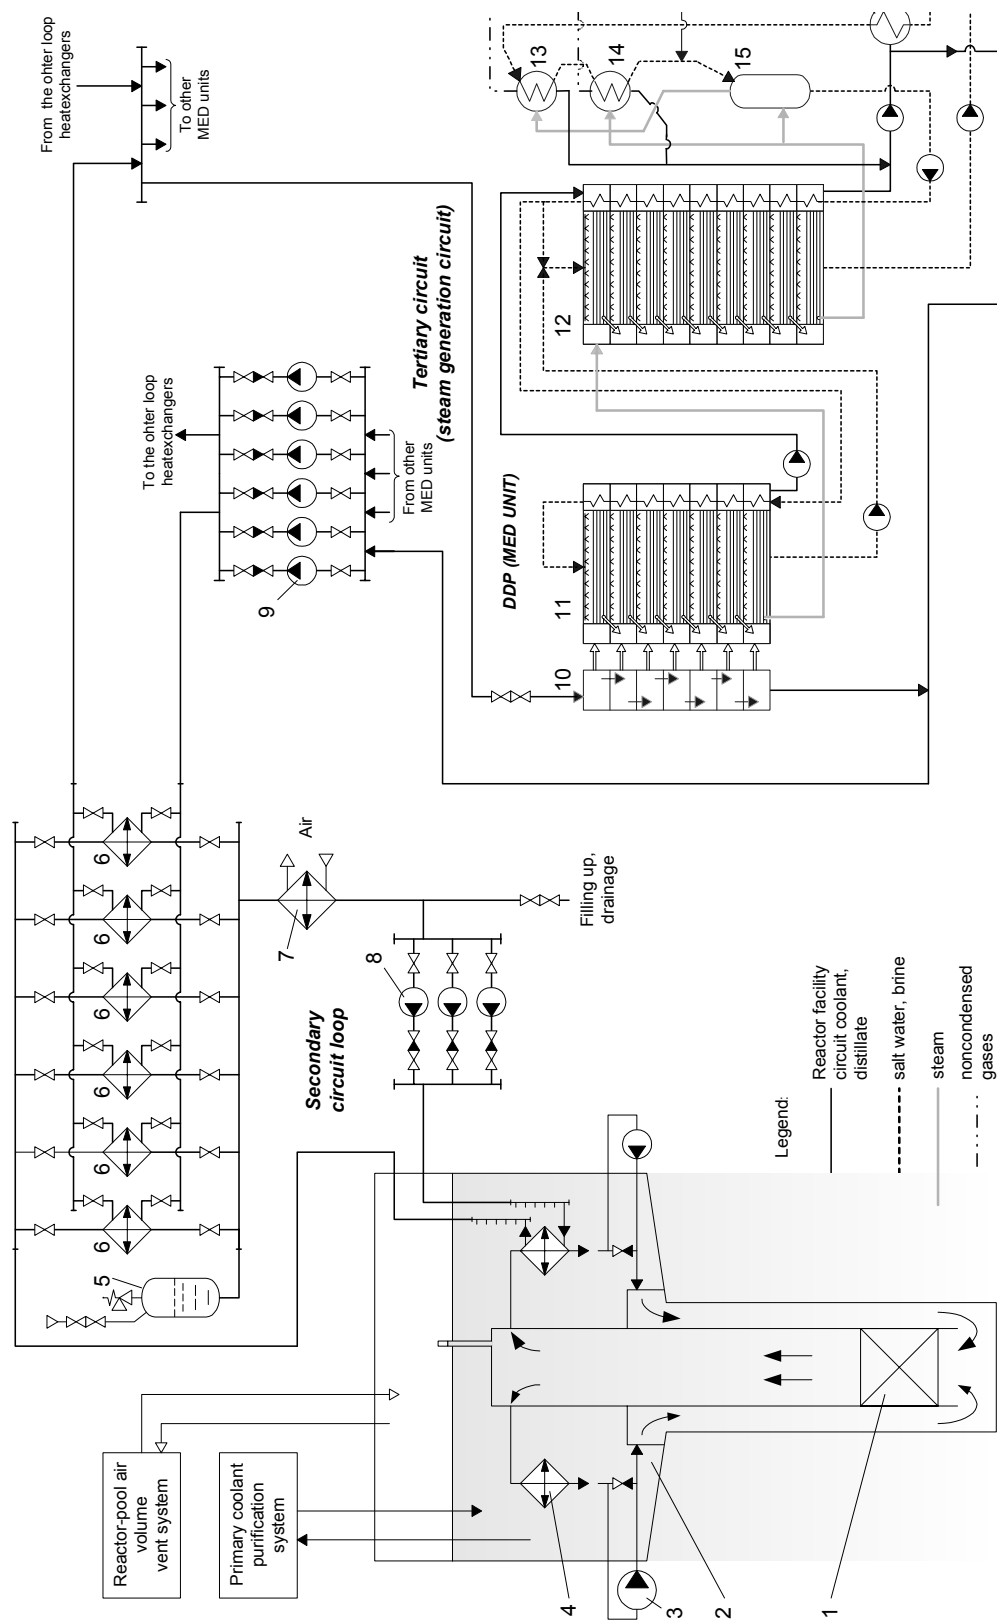 From the ohter loop
heatexchangers
To other
MED units
13
14
15
To the ohter loop
heatexchangers
Tertiary circuit
(steam generation circuit)
From other
MED units
9
12
DDP (MED UNIT)
11
10
6
6
6
6
6
6
Air
7
Filling up,
drainage
8
Secondary
circuit loop
5
Reactor-pool air
volume
vent system
Primary coolant
purification
system
4
3
2
1
Legend:
Reactor facility
circuit coolant,
distillate
salt water, brine
steam
noncondensed
gases